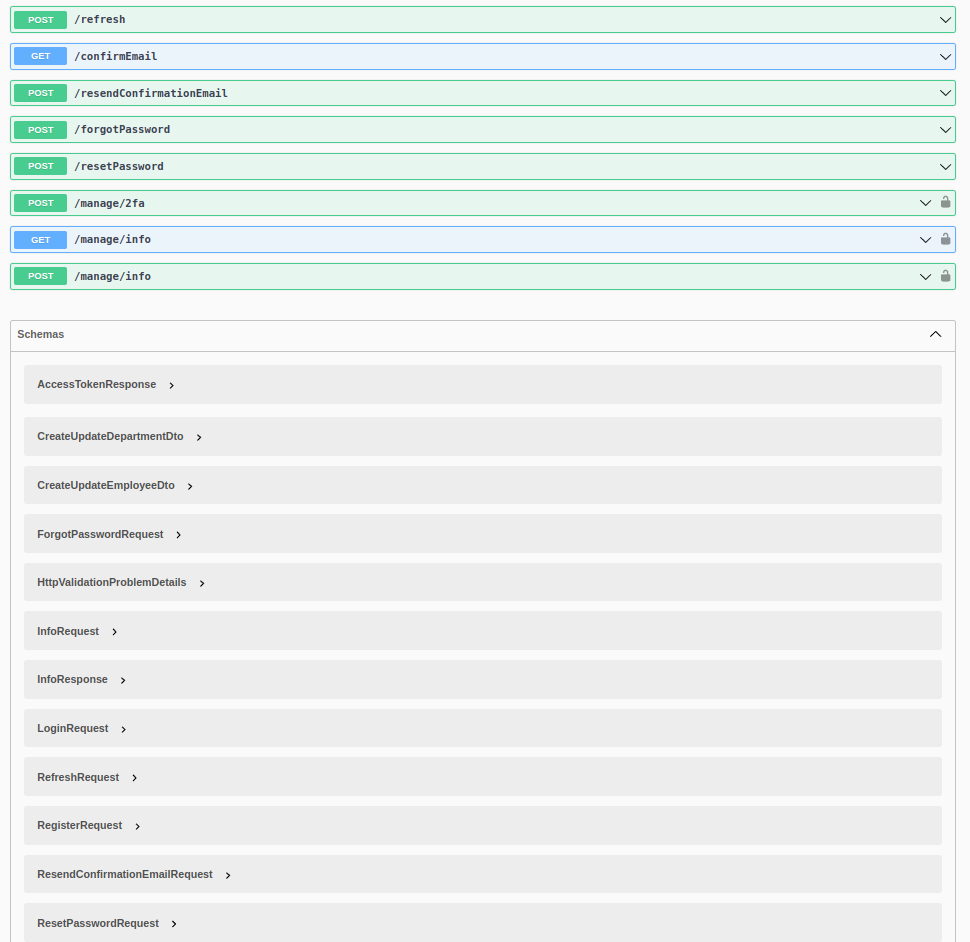 POST /refresh
GET /confirmEmail
POST /resendConfirmationEmail
POST /forgotPassword
POST /resetPassword
POST /manage/2fa
GET /manage/info
POST /manage/info
Schemas
AccessTokenResponse
CreateUpdateDepartmentDto
CreateUpdateEmployeeDto
ForgotPasswordRequest
HttpValidationProblemDetails
InfoRequest
InfoResponse
LoginRequest
RefreshRequest
RegisterRequest
ResendConfirmationEmailRequest
ResetPasswordRequest